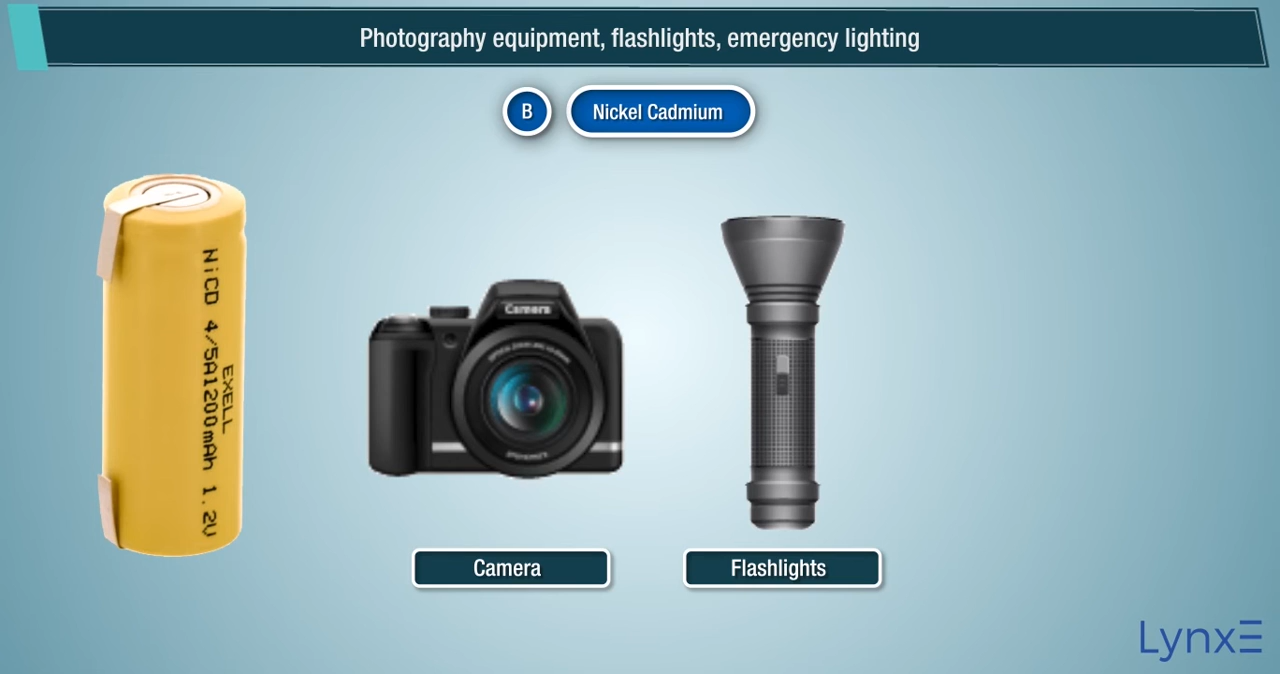 Photography equipment, flashlights, emergency lighting
B
Nickel Cadmium
NiCD 4/5A1200mAh 1.2V
EXELL
Camera
Camera
Flashlights
LynxE